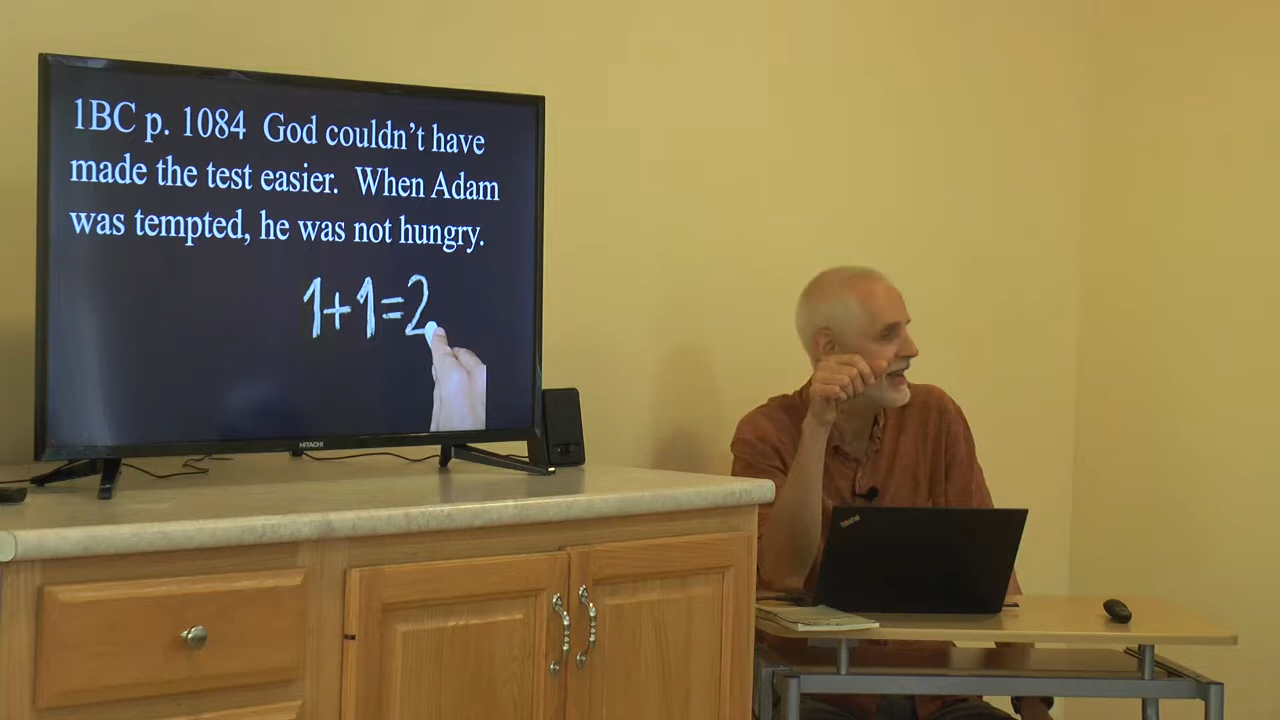 1BC p. 1084 God couldn't have
made the test easier. When Adam
was tempted, he was not hungry.
1+1=2
HITACHI
ThinkPad